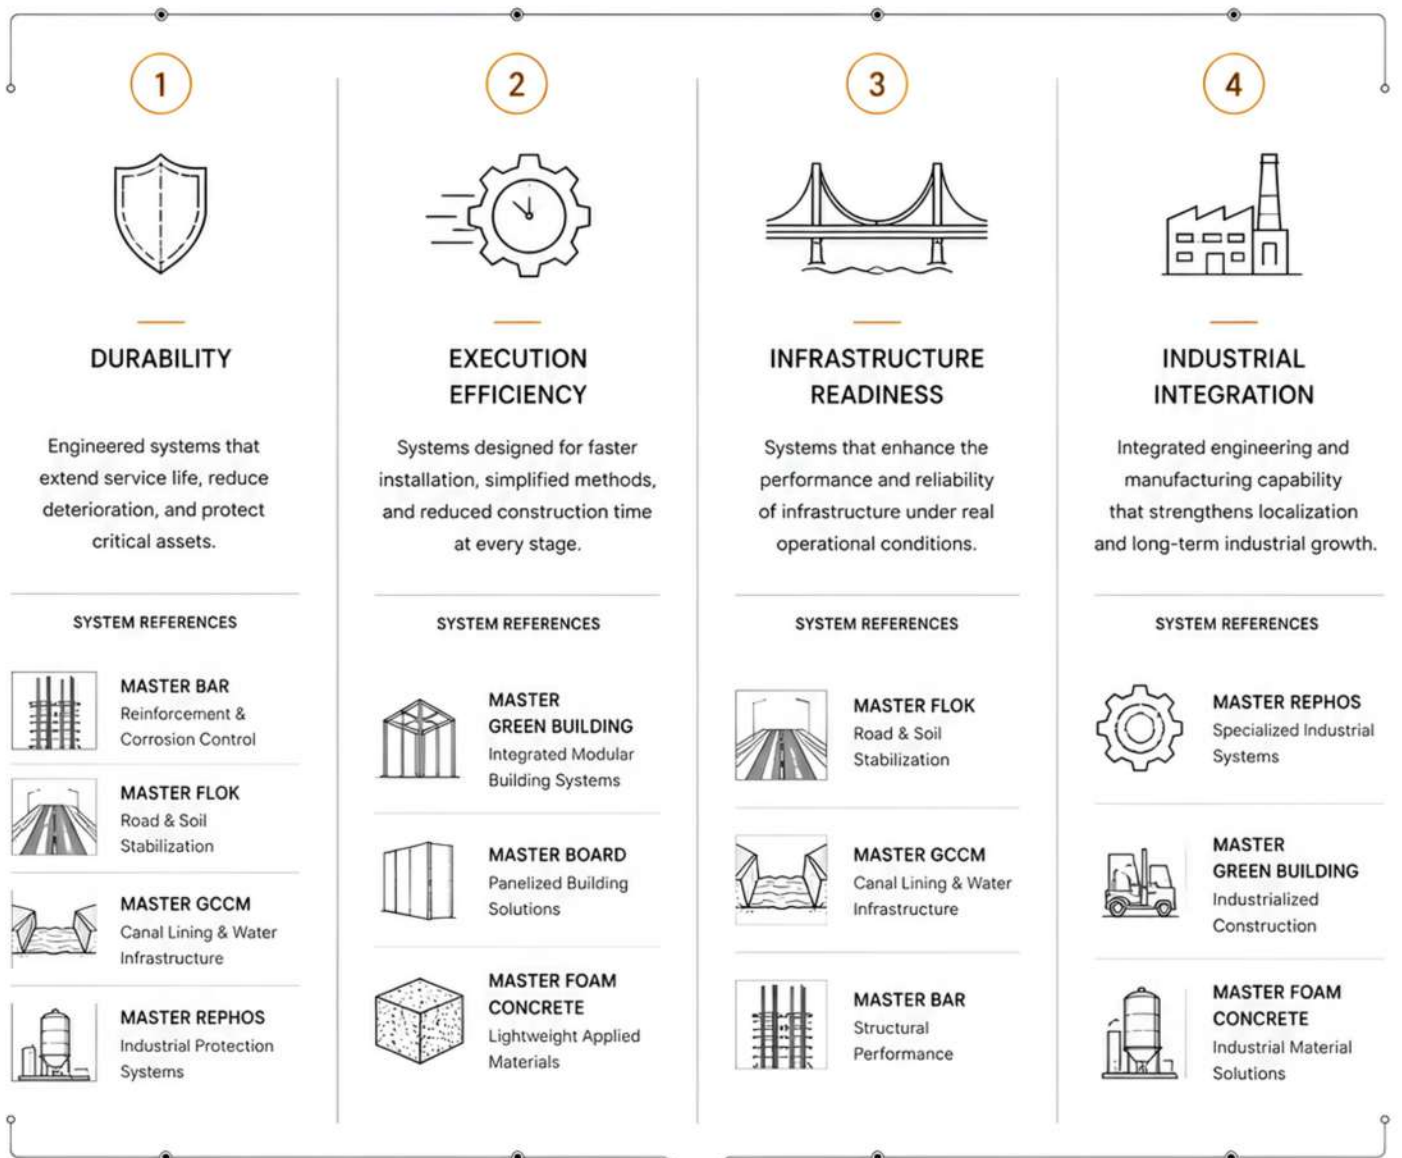 1
DURABILITY
Engineered systems that
extend service life, reduce
deterioration, and protect
critical assets.
SYSTEM REFERENCES
MASTER BAR
Reinforcement &
Corrosion Control
MASTER FLOK
Road & Soil
Stabilization
MASTER GCCM
Canal Lining & Water
Infrastructure
MASTER REPHOS
Industrial Protection
Systems
2
EXECUTION
EFFICIENCY
Systems designed for faster
installation, simplified methods,
and reduced construction time
at every stage.
SYSTEM REFERENCES
MASTER
GREEN BUILDING
Integrated Modular
Building Systems
MASTER BOARD
Panelized Building
Solutions
MASTER FOAM
CONCRETE
Lightweight Applied
Materials
3
INFRASTRUCTURE
READINESS
Systems that enhance the
performance and reliability
of infrastructure under real
operational conditions.
SYSTEM REFERENCES
MASTER FLOK
Road & Soil
Stabilization
MASTER GCCM
Canal Lining & Water
Infrastructure
MASTER BAR
Structural
Performance
4
INDUSTRIAL
INTEGRATION
Integrated engineering and
manufacturing capability
that strengthens localization
and long-term industrial growth.
SYSTEM REFERENCES
MASTER REPHOS
Specialized Industrial
Systems
MASTER
GREEN BUILDING
Industrialized
Construction
MASTER FOAM
CONCRETE
Industrial Material
Solutions